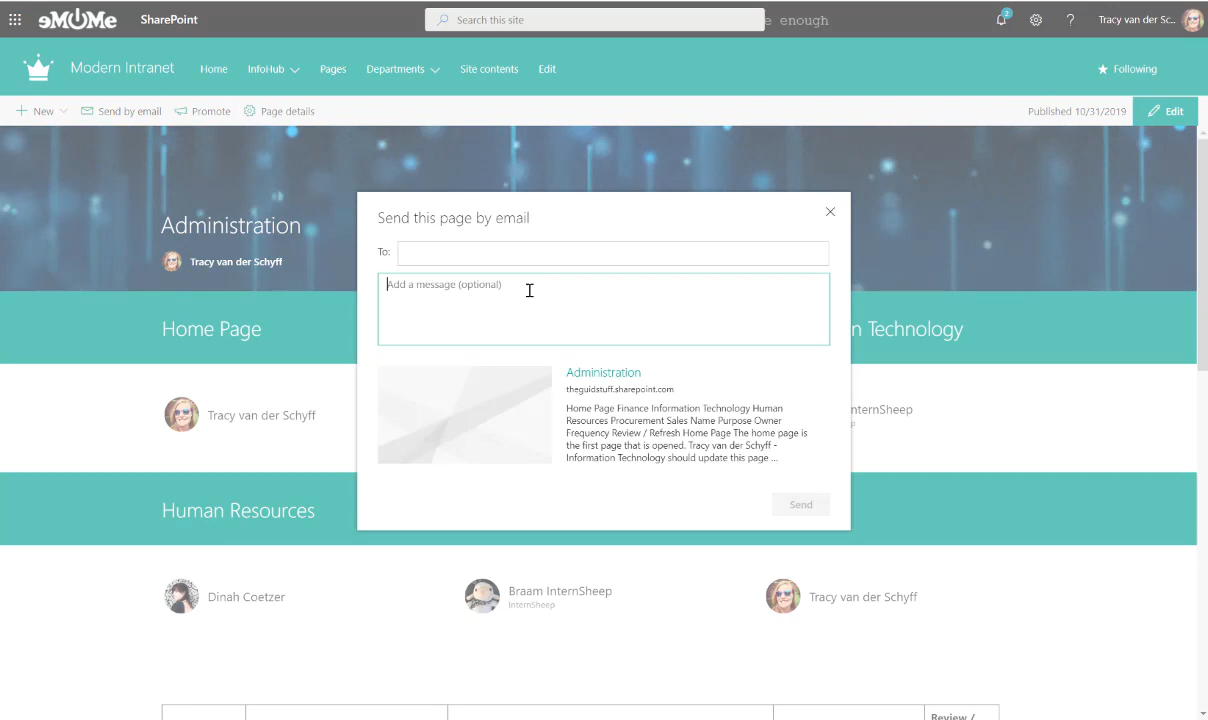 eMOMe SharePoint Search this site e enough 2 ? Tracy van der Sc...
Modern Intranet Home InfoHub Pages Departments Site contents Edit Following
New Send by email Promote Page details Published 10/31/2019 Edit
Administration
Tracy van der Schyff
Send this page by email
To:
Add a message (optional)
Home Page
n Technology
Administration
theguidstuff.sharepoint.com
Home Page Finance Information Technology Human
Resources Procurement Sales Name Purpose Owner
Frequency Review / Refresh Home Page The home page is
the first page that is opened. Tracy van der Schyff -
Information Technology should update this page ...
Tracy van der Schyff
nternSheep
p
Send
Human Resources
Dinah Coetzer
Braam InternSheep
InternSheep
Tracy van der Schyff
Review /